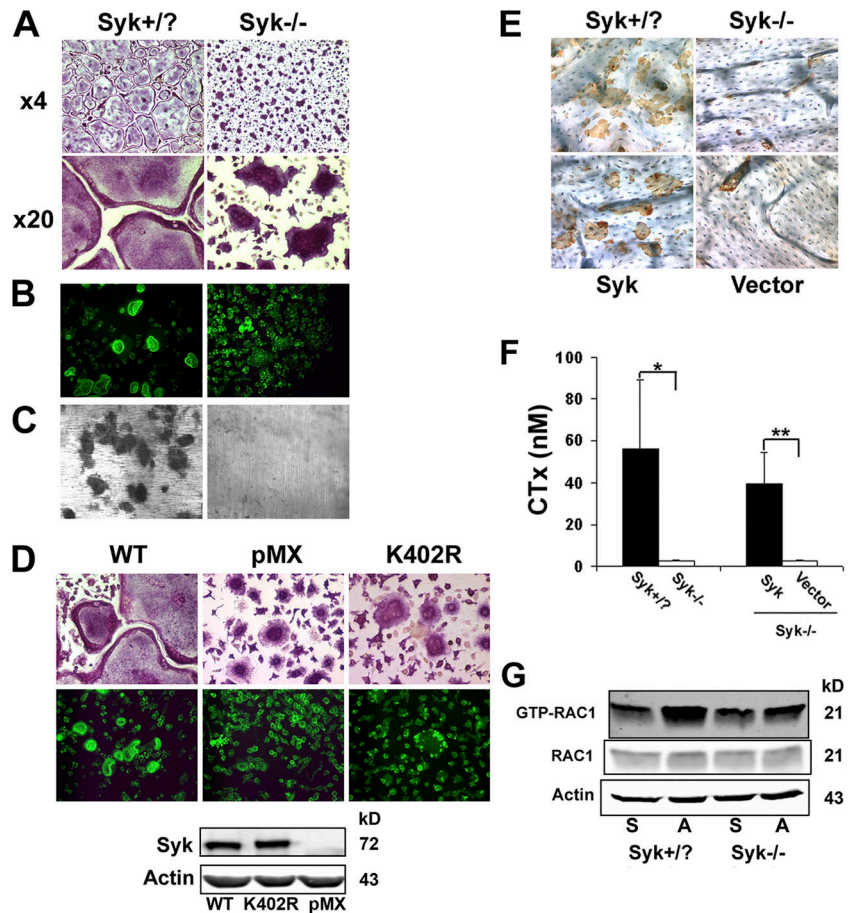 A
Syk+/?
Syk-/-
x4
x20
B
C
D
WT
pMX
K402R
kD
Syk
72
Actin
43
WT
K402R
pMX
E
Syk+/?
Syk-/-
Syk
Vector
F
CTx (nM)
100
80
60
40
20
0
*
**
Syk+/?
Syk-/-
Syk
Vector
Syk-/-
G
kD
GTP-RAC1
21
RAC1
21
Actin
43
S
A
S
A
Syk+/?
Syk-/-